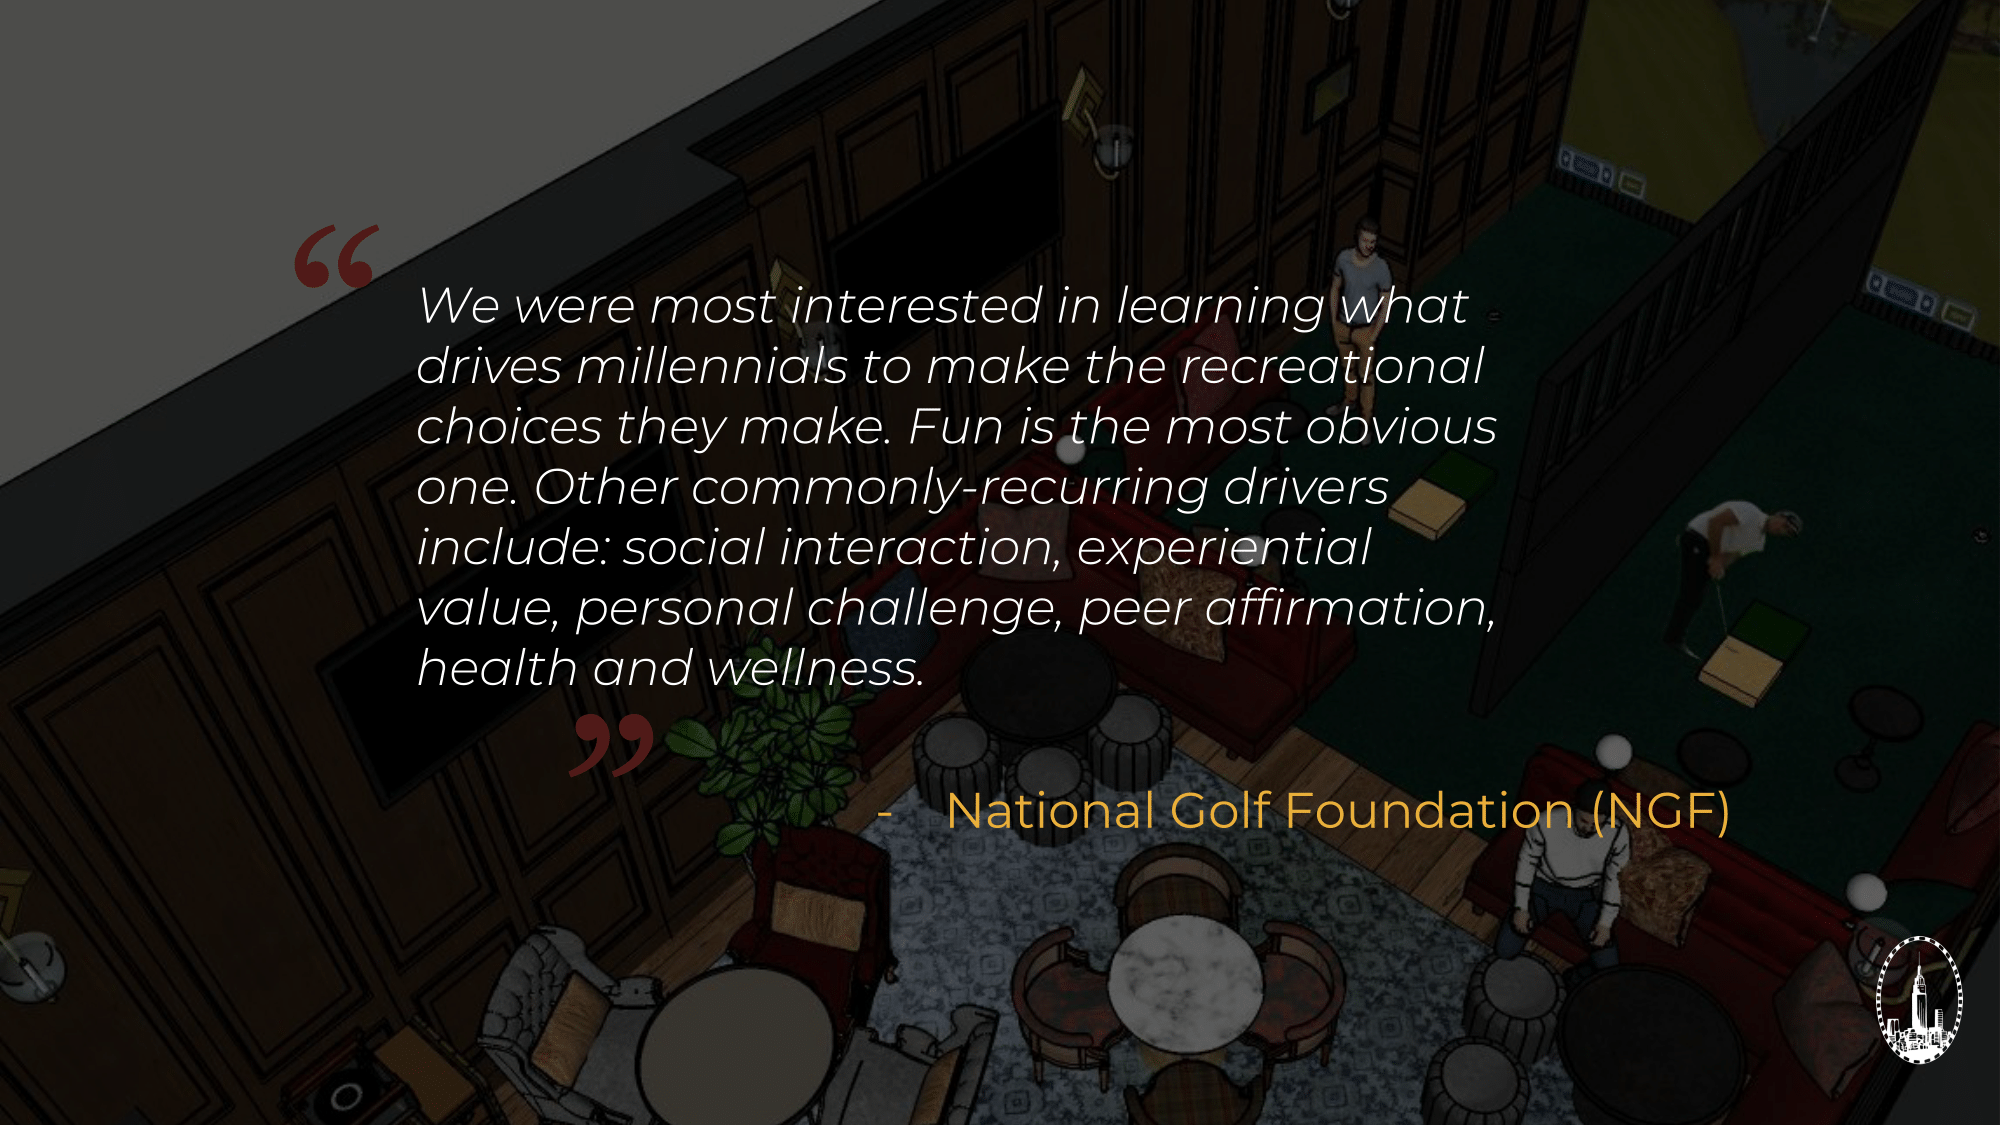 “
We were most interested in learning what
drives millennials to make the recreational
choices they make. Fun is the most obvious
one. Other commonly-recurring drivers
include: social interaction, experiential
value, personal challenge, peer affirmation,
health and wellness.
”
- National Golf Foundation (NGF)